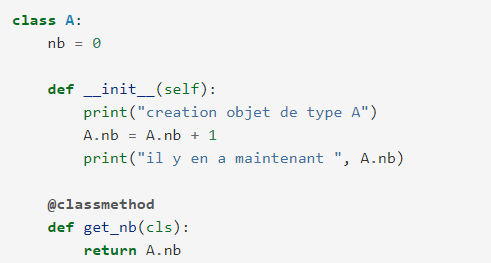 class A:
    nb = 0

    def __init__(self):
        print("creation objet de type A")
        A.nb = A.nb + 1
        print("il y en a maintenant ", A.nb)

    @classmethod
    def get_nb(cls):
        return A.nb